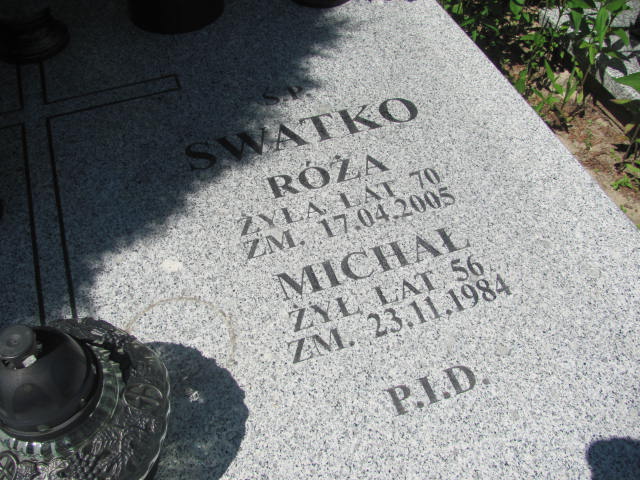 Ś.P.
SWATKO
RÓŻA
ŻYŁA LAT 70
ZM. 17.04.2005
MICHAŁ
ŻYŁ LAT 56
ZM. 23.11.1984
P.I.D.